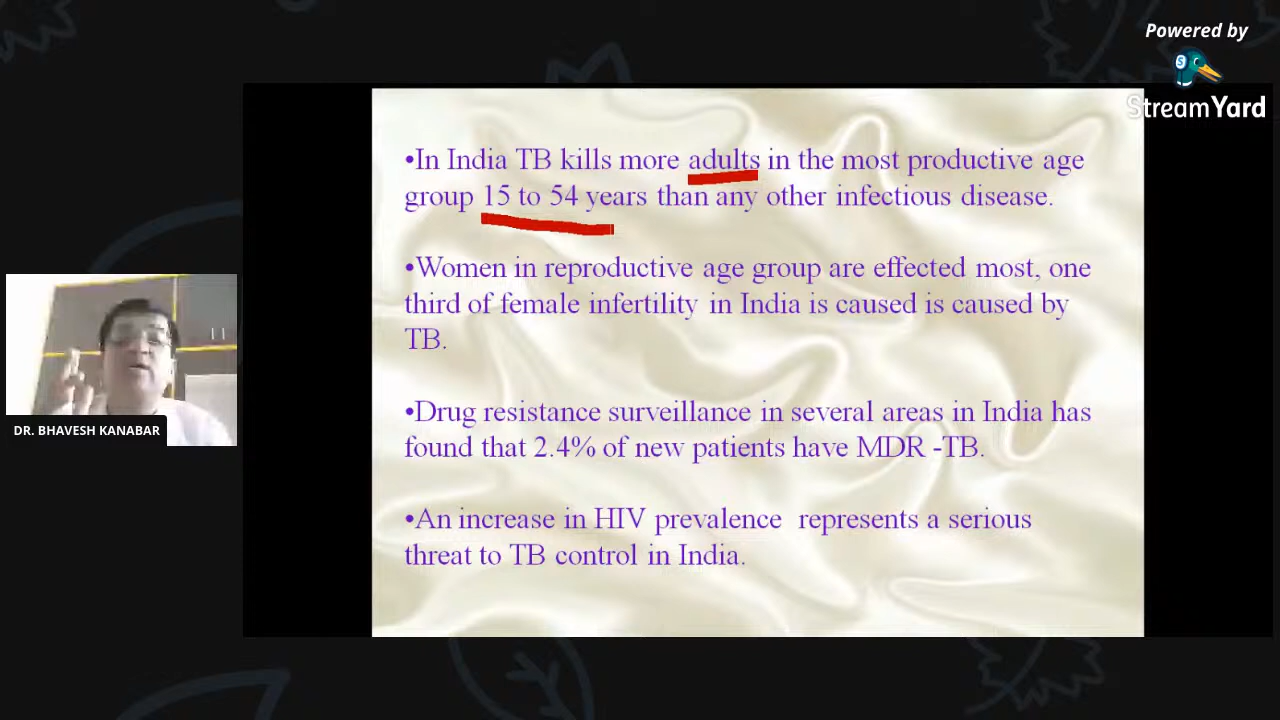 Powered by
StreamYard
•In India TB kills more adults in the most productive age
group 15 to 54 years than any other infectious disease.
•Women in reproductive age group are effected most, one
third of female infertility in India is caused is caused by
TB.
•Drug resistance surveillance in several areas in India has
found that 2.4% of new patients have MDR -TB.
•An increase in HIV prevalence  represents a serious
threat to TB control in India.
DR. BHAVESH KANABAR